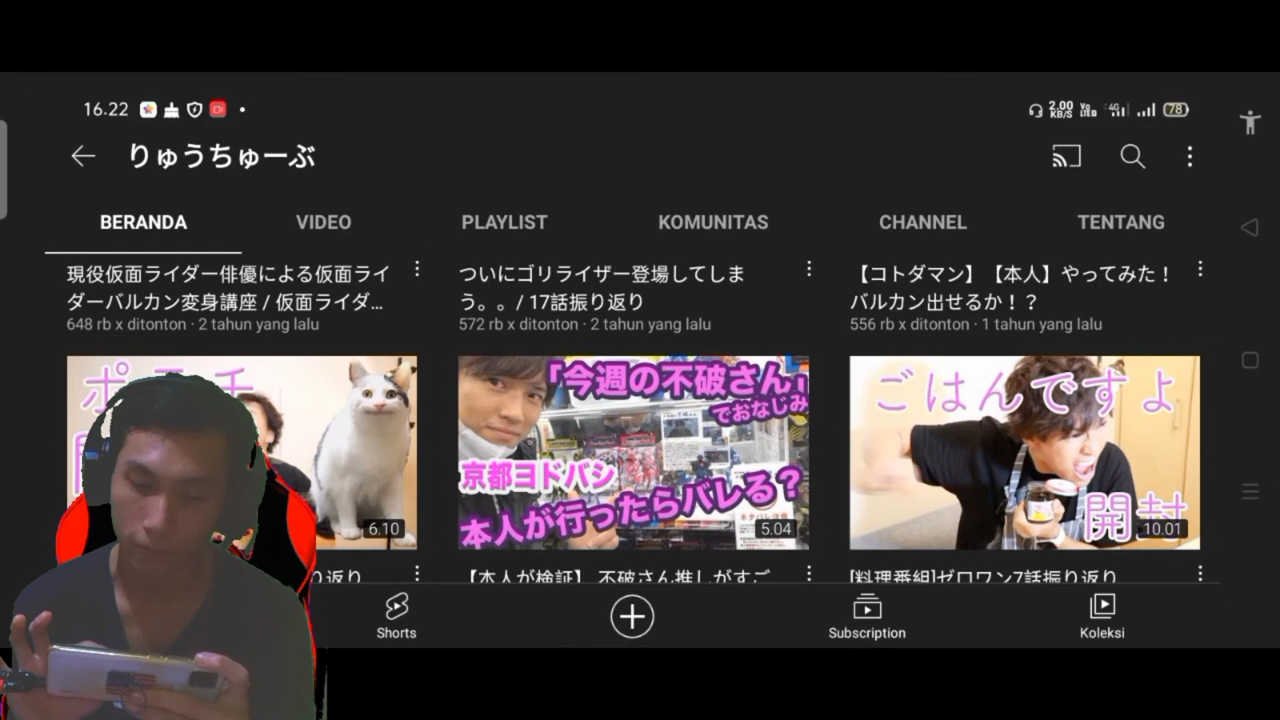 16.22
2.00
KB/S
Vo
LTE
4G
78
りゅうちゅーぶ
BERANDA
VIDEO
PLAYLIST
KOMUNITAS
CHANNEL
TENTANG
現役仮面ライダー俳優による仮面ライ
ダーバルカン変身講座 / 仮面ライダ...
648 rb x ditonton · 2 tahun yang lalu
ついにゴリライザー登場してしま
う。。/ 17話振り返り
572 rb x ditonton · 2 tahun yang lalu
【コトダマン】【本人】やってみた！
バルカン出せるか！？
556 rb x ditonton · 1 tahun yang lalu
ポテチ
6.10
「今週の不破さん」
でおなじみ
京都ヨドバシ
本人が行ったらバレる？
5.04
ごはんですよ
開封
10.01
り返り
【本人が検証】 不破さん推しがすご
[料理番組]ゼロワン7話振り返り
Shorts
Subscription
Koleksi